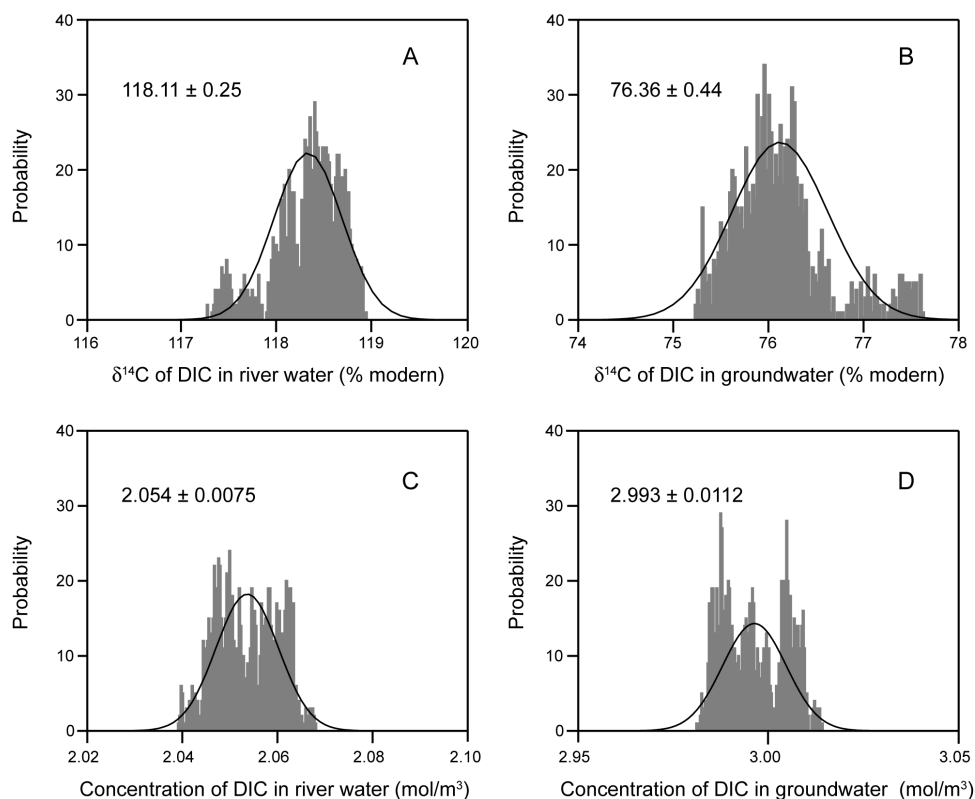 40
30
20
10
0
Probability
A
118.11 ± 0.25
116
117
118
119
120
δ¹⁴C of DIC in river water (% modern)
40
30
20
10
0
Probability
B
76.36 ± 0.44
74
75
76
77
78
δ¹⁴C of DIC in groundwater (% modern)
40
30
20
10
0
Probability
C
2.054 ± 0.0075
2.02
2.04
2.06
2.08
2.10
Concentration of DIC in river water (mol/m³)
40
30
20
10
0
Probability
D
2.993 ± 0.0112
2.95
3.00
3.05
Concentration of DIC in groundwater (mol/m³)